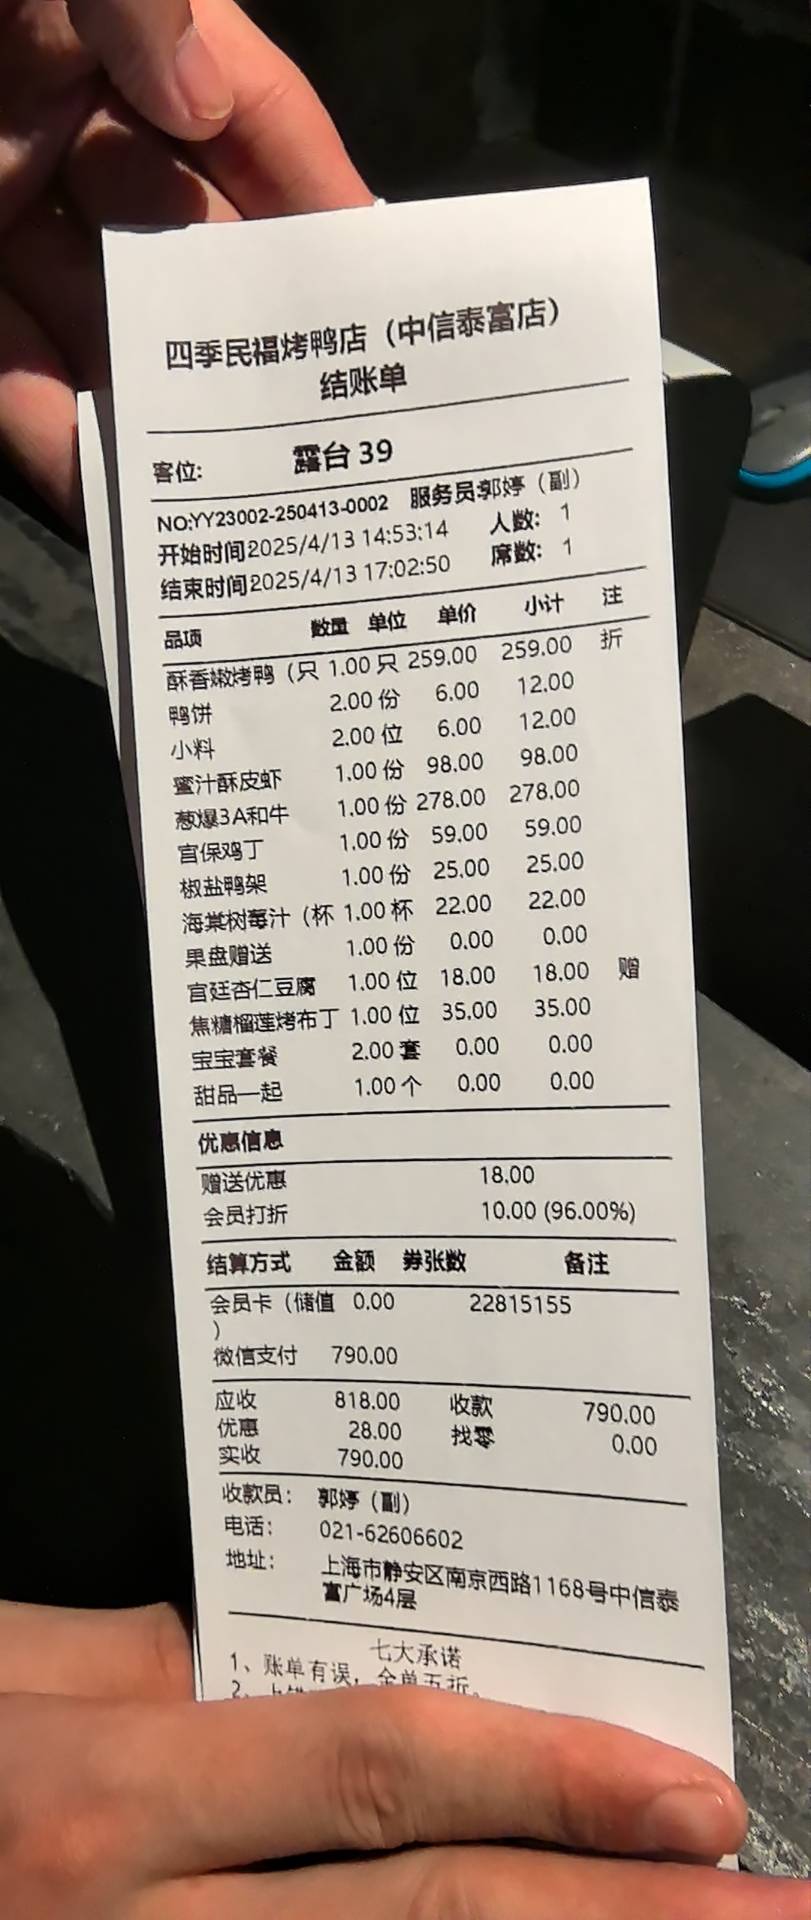 四季民福烤鸭店（中信泰富店）
结账单
客位: 露台 39
NO:YY23002-250413-0002 服务员:郭婷（副）
开始时间 2025/4/13 14:53:14 人数: 1
结束时间 2025/4/13 17:02:50 席数: 1
品项 数量 单位 单价 小计 注
酥香嫩烤鸭（只 1.00 只 259.00 259.00 折
鸭饼 2.00 份 6.00 12.00
小料 2.00 位 6.00 12.00
蜜汁酥皮虾 1.00 份 98.00 98.00
葱爆3A和牛 1.00 份 278.00 278.00
宫保鸡丁 1.00 份 59.00 59.00
椒盐鸭架 1.00 份 25.00 25.00
海棠树莓汁（杯 1.00 杯 22.00 22.00
果盘赠送 1.00 份 0.00 0.00
宫廷杏仁豆腐 1.00 位 18.00 18.00 赠
焦糖榴莲烤布丁 1.00 位 35.00 35.00
宝宝套餐 2.00 套 0.00 0.00
甜品一起 1.00 个 0.00 0.00
优惠信息
赠送优惠 18.00
会员打折 10.00 (96.00%)
结算方式 金额 券张数 备注
会员卡（储值 0.00 22815155
）
微信支付 790.00
应收 818.00 收款 790.00
优惠 28.00 找零 0.00
实收 790.00
收款员: 郭婷（副）
电话: 021-62606602
地址: 上海市静安区南京西路1168号中信泰
富广场4层
七大承诺
1、账单有误，全单五折。
2、上错